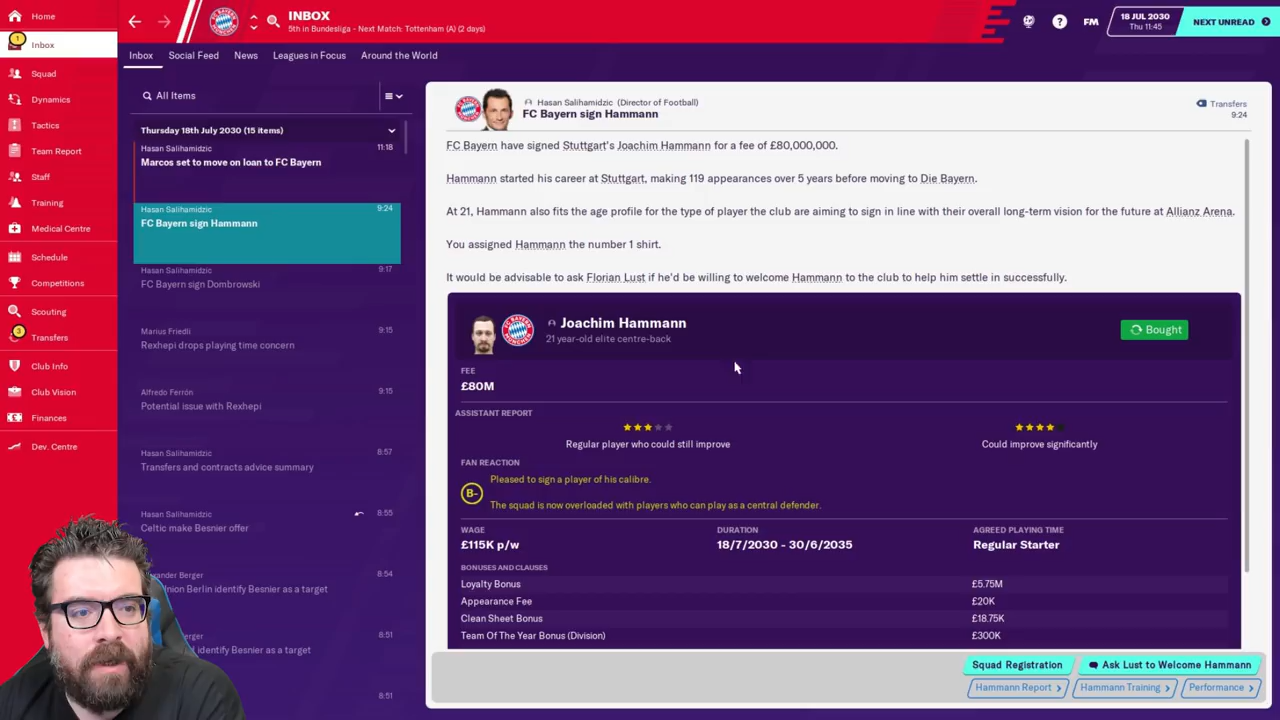 Home
INBOX
5th in Bundesliga - Next Match: Tottenham (A) (2 days)
FM
18 JUL 2030
Thu 11:45
NEXT UNREAD
1
Inbox
Squad
Dynamics
Tactics
Team Report
Staff
Training
Medical Centre
Schedule
Competitions
Scouting
3
Transfers
Club Info
Club Vision
Finances
Dev. Centre
Inbox
Social Feed
News
Leagues in Focus
Around the World
All Items
Thursday 18th July 2030 (15 items)
Hasan Salihamidzic
11:18
Marcos set to move on loan to FC Bayern
Hasan Salihamidzic
9:24
FC Bayern sign Hammann
Hasan Salihamidzic
9:17
FC Bayern sign Dombrowski
Marius Friedli
9:15
Rexhepi drops playing time concern
Alfredo Ferrón
9:15
Potential issue with Rexhepi
Hasan Salihamidzic
8:57
Transfers and contracts advice summary
Hasan Salihamidzic
8:55
Celtic make Besnier offer
Berger
8:54
Union Berlin identify Besnier as a target
8:51
identify Besnier as a target
8:51
Hasan Salihamidzic (Director of Football)
FC Bayern sign Hammann
Transfers
9:24
FC Bayern have signed Stuttgart's Joachim Hammann for a fee of £80,000,000.
Hammann started his career at Stuttgart, making 119 appearances over 5 years before moving to Die Bayern.
At 21, Hammann also fits the age profile for the type of player the club are aiming to sign in line with their overall long-term vision for the future at Allianz Arena.
You assigned Hammann the number 1 shirt.
It would be advisable to ask Florian Lust if he'd be willing to welcome Hammann to the club to help him settle in successfully.
Joachim Hammann
21 year-old elite centre-back
Bought
FEE
£80M
ASSISTANT REPORT
Regular player who could still improve
Could improve significantly
FAN REACTION
B-
Pleased to sign a player of his calibre.
The squad is now overloaded with players who can play as a central defender.
WAGE
£115K p/w
DURATION
18/7/2030 - 30/6/2035
AGREED PLAYING TIME
Regular Starter
BONUSES AND CLAUSES
Loyalty Bonus
£5.75M
Appearance Fee
£20K
Clean Sheet Bonus
£18.75K
Team Of The Year Bonus (Division)
£300K
Squad Registration
Ask Lust to Welcome Hammann
Hammann Report
Hammann Training
Performance